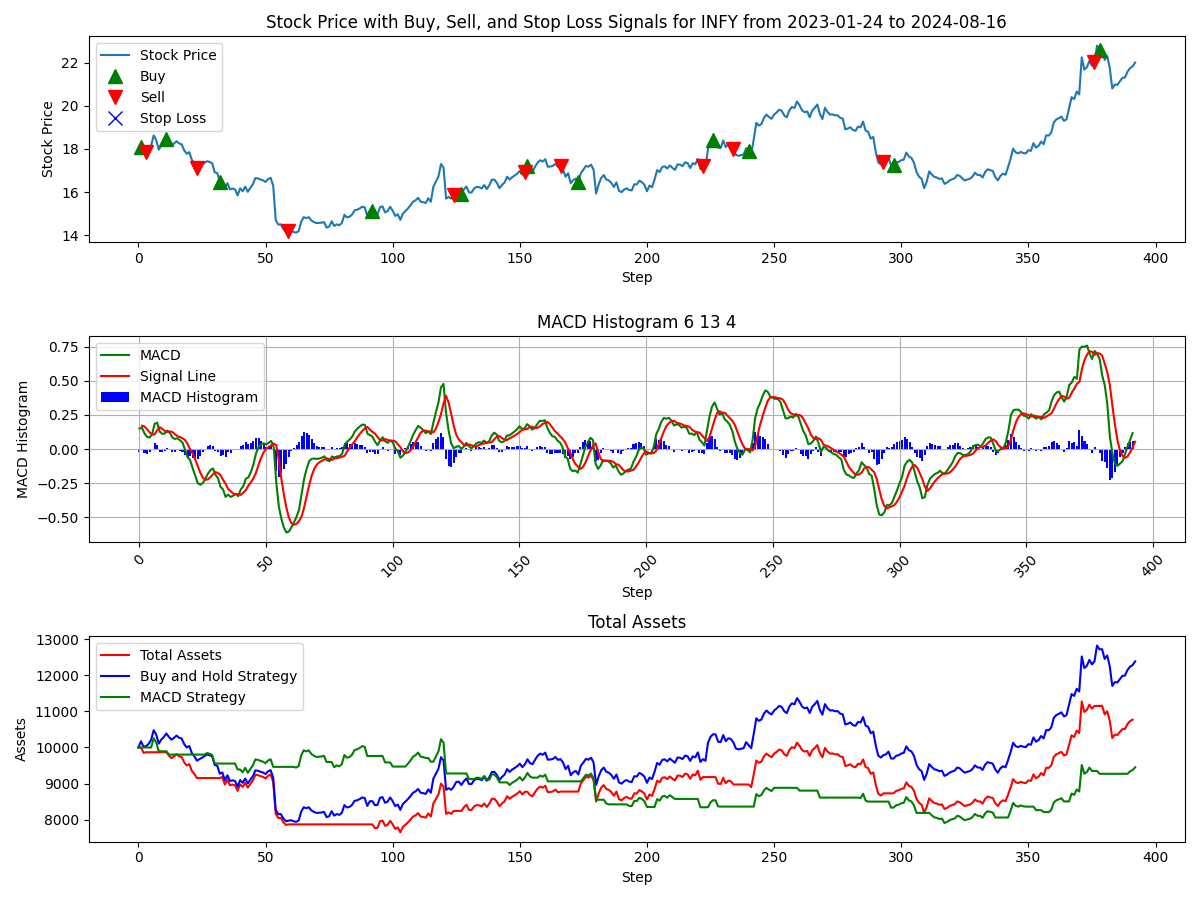 Stock Price with Buy, Sell, and Stop Loss Signals for INFY from 2023-01-24 to 2024-08-16
Stock Price
Buy
Sell
Stop Loss
Stock Price
22
20
18
16
14
0 50 100 150 200 250 300 350 400
Step
MACD Histogram 6 13 4
MACD
Signal Line
MACD Histogram
MACD Histogram
0.75
0.50
0.25
0.00
−0.25
−0.50
0 50 100 150 200 250 300 350 400
Step
Total Assets
Total Assets
Buy and Hold Strategy
MACD Strategy
Assets
13000
12000
11000
10000
9000
8000
0 50 100 150 200 250 300 350 400
Step